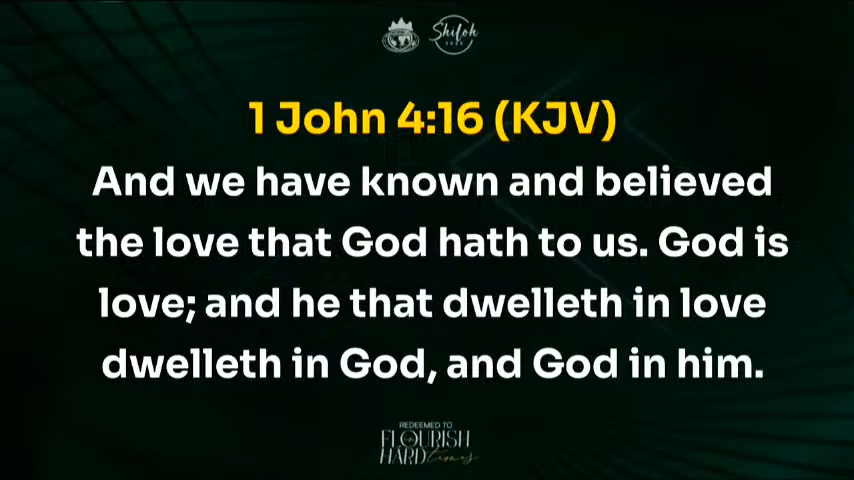 Shiloh
1 John 4:16 (KJV)
And we have known and believed
the love that God hath to us. God is
love; and he that dwelleth in love
dwelleth in God, and God in him.
REDEEMED TO
FLOURISH
HARD times